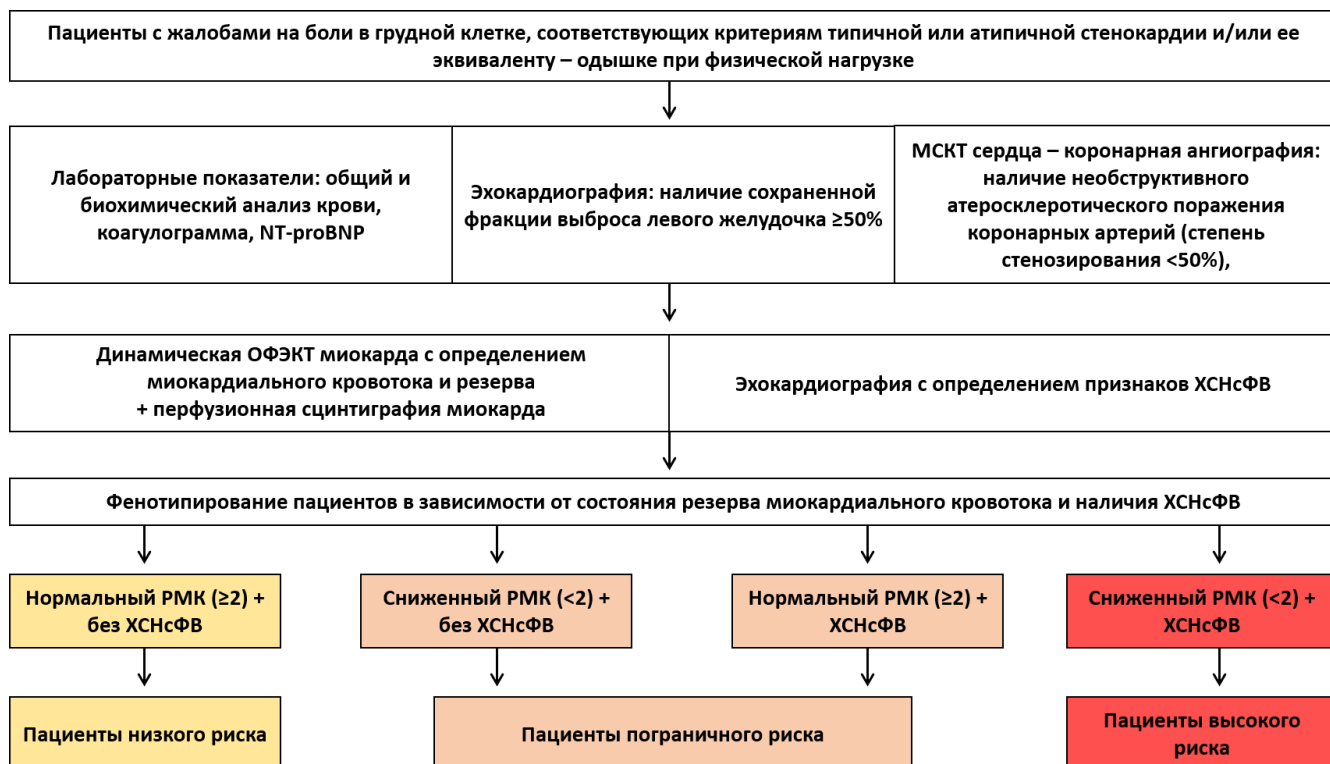 Пациенты с жалобами на боли в грудной клетке, соответствующих критериям типичной или атипичной стенокардии и/или ее
эквиваленту – одышке при физической нагрузке
Лабораторные показатели: общий и
биохимический анализ крови,
коагулограмма, NT-proBNP
Эхокардиография: наличие сохраненной
фракции выброса левого желудочка ≥50%
МСКТ сердца – коронарная ангиография:
наличие необструктивного
атеросклеротического поражения
коронарных артерий (степень
стенозирования <50%),
Динамическая ОФЭКТ миокарда с определением
миокардиального кровотока и резерва
+ перфузионная сцинтиграфия миокарда
Эхокардиография с определением признаков ХСНсФВ
Фенотипирование пациентов в зависимости от состояния резерва миокардиального кровотока и наличия ХСНсФВ
Нормальный РМК (≥2) +
без ХСНсФВ
Сниженный РМК (<2) +
без ХСНсФВ
Нормальный РМК (≥2) +
ХСНсФВ
Сниженный РМК (<2) +
ХСНсФВ
Пациенты низкого риска
Пациенты пограничного риска
Пациенты высокого
риска